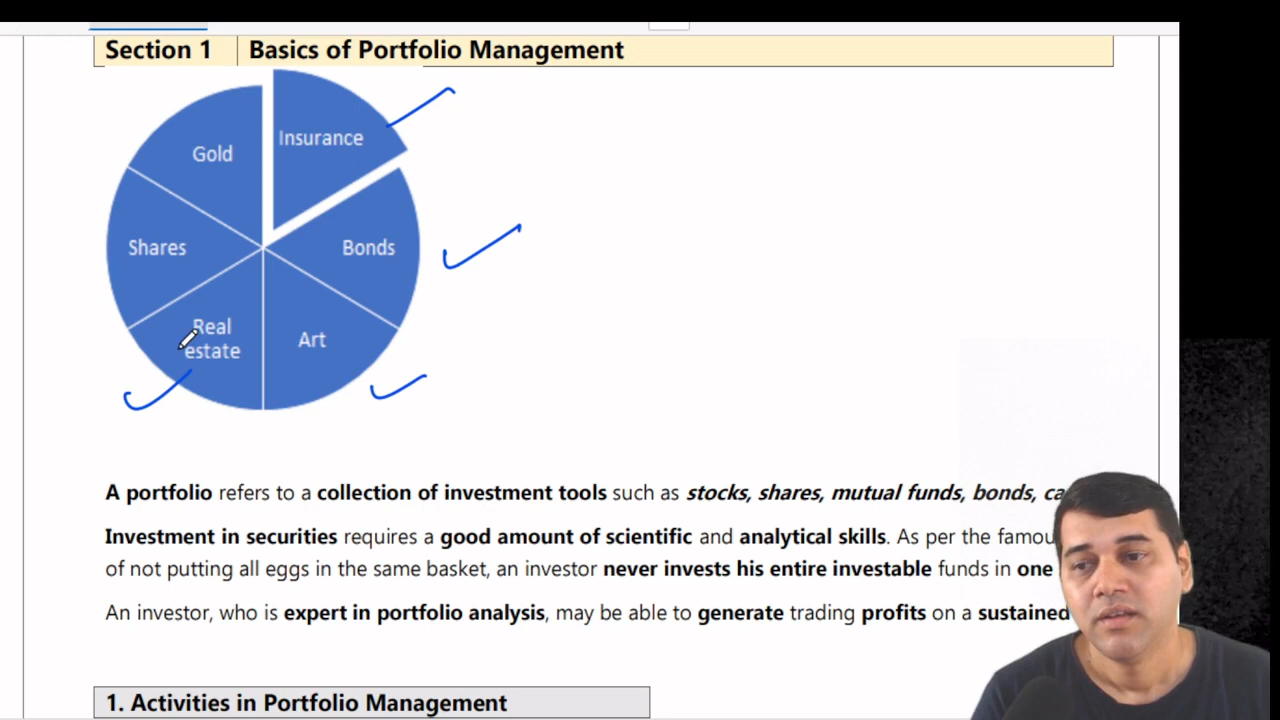 Section 1 Basics of Portfolio Management
Gold
Insurance
Shares
Bonds
Real
estate
Art
A portfolio refers to a collection of investment tools such as stocks, shares, mutual funds, bonds,
Investment in securities requires a good amount of scientific and analytical skills. As per the
of not putting all eggs in the same basket, an investor never invests his entire investable funds in one
An investor, who is expert in portfolio analysis, may be able to generate trading profits on a sustained
1. Activities in Portfolio Management